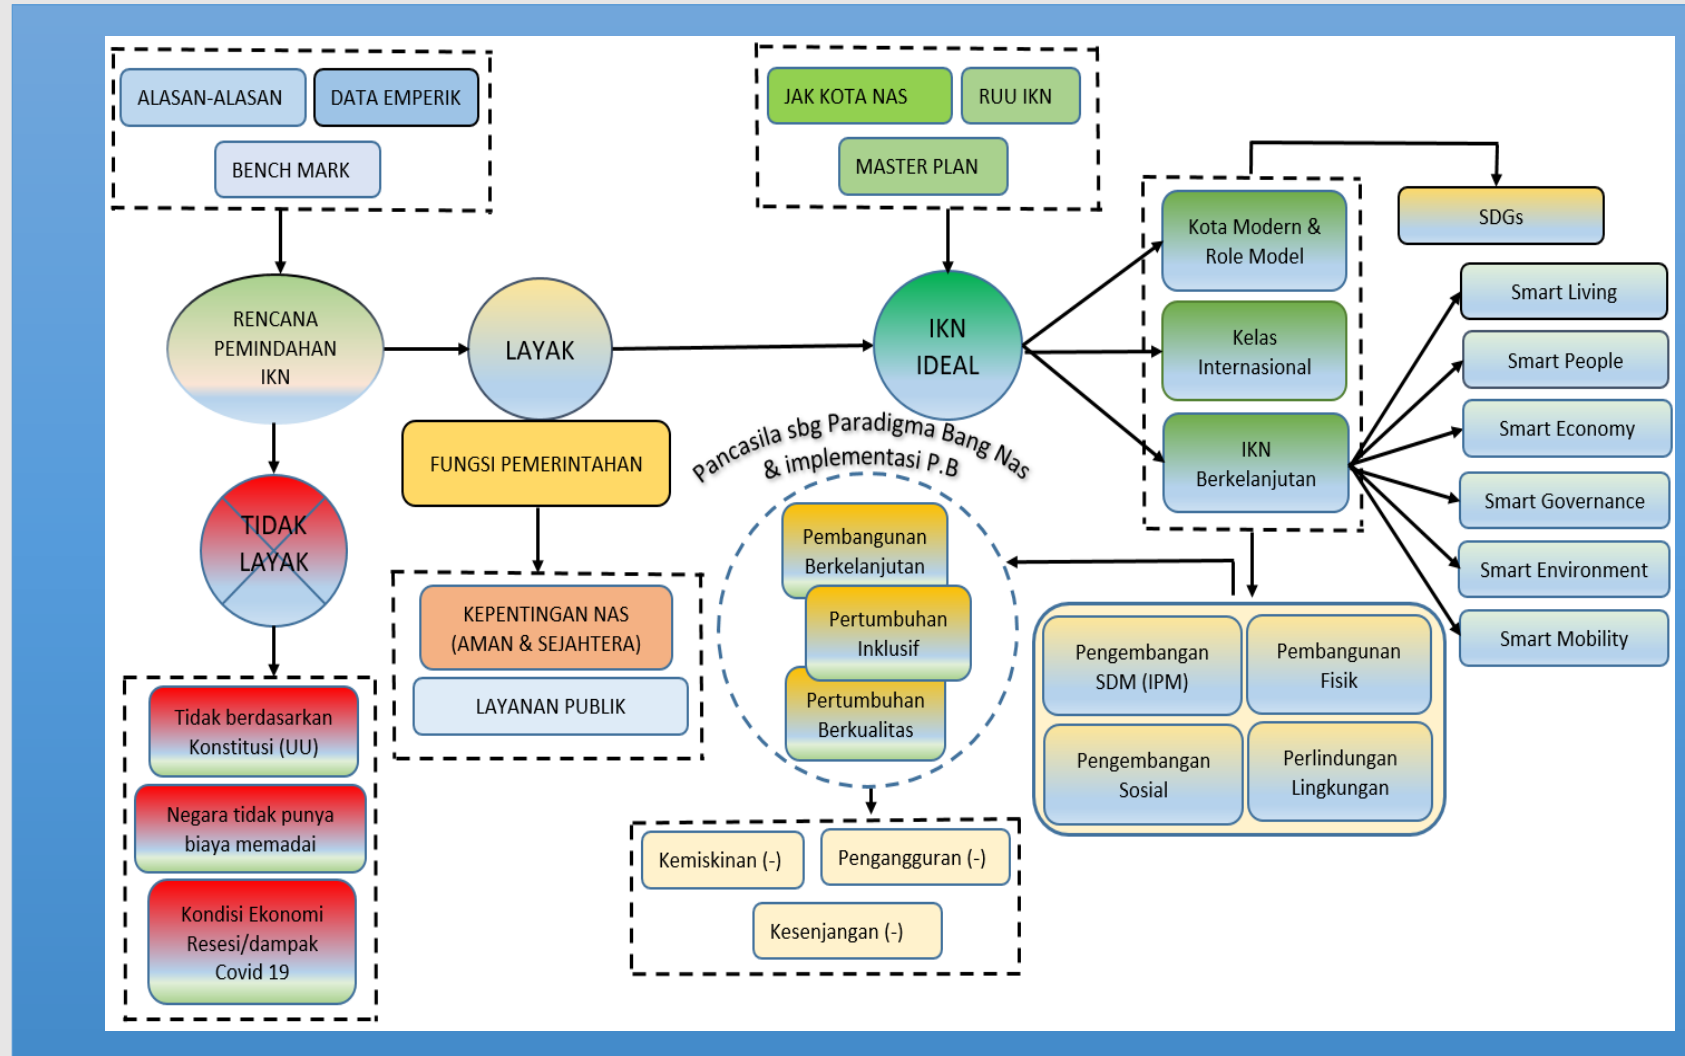 ALASAN-ALASAN
DATA EMPERIK
BENCH MARK
JAK KOTA NAS
RUU IKN
MASTER PLAN
RENCANA
PEMINDAHAN
IKN
LAYAK
IKN
IDEAL
Kota Modern &
Role Model
Kelas
Internasional
IKN
Berkelanjutan
SDGs
Smart Living
Smart People
Smart Economy
Smart Governance
Smart Environment
Smart Mobility
FUNGSI PEMERINTAHAN
TIDAK
LAYAK
KEPENTINGAN NAS
(AMAN & SEJAHTERA)
LAYANAN PUBLIK
Tidak berdasarkan
Konstitusi (UU)
Negara tidak punya
biaya memadai
Kondisi Ekonomi
Resesi/dampak
Covid 19
Pancasila sbg Paradigma Bang Nas
& implementasi P.B
Pembangunan
Berkelanjutan
Pertumbuhan
Inklusif
Pertumbuhan
Berkualitas
Pengembangan
SDM (IPM)
Pembangunan
Fisik
Pengembangan
Sosial
Perlindungan
Lingkungan
Kemiskinan (-)
Pengangguran (-)
Kesenjangan (-)